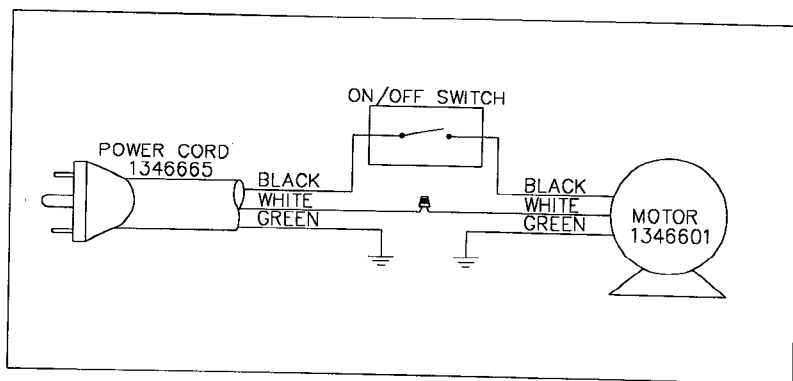 ON/OFF SWITCH
POWER CORD
1346665
BLACK
WHITE
GREEN
BLACK
WHITE
GREEN
MOTOR
1346601